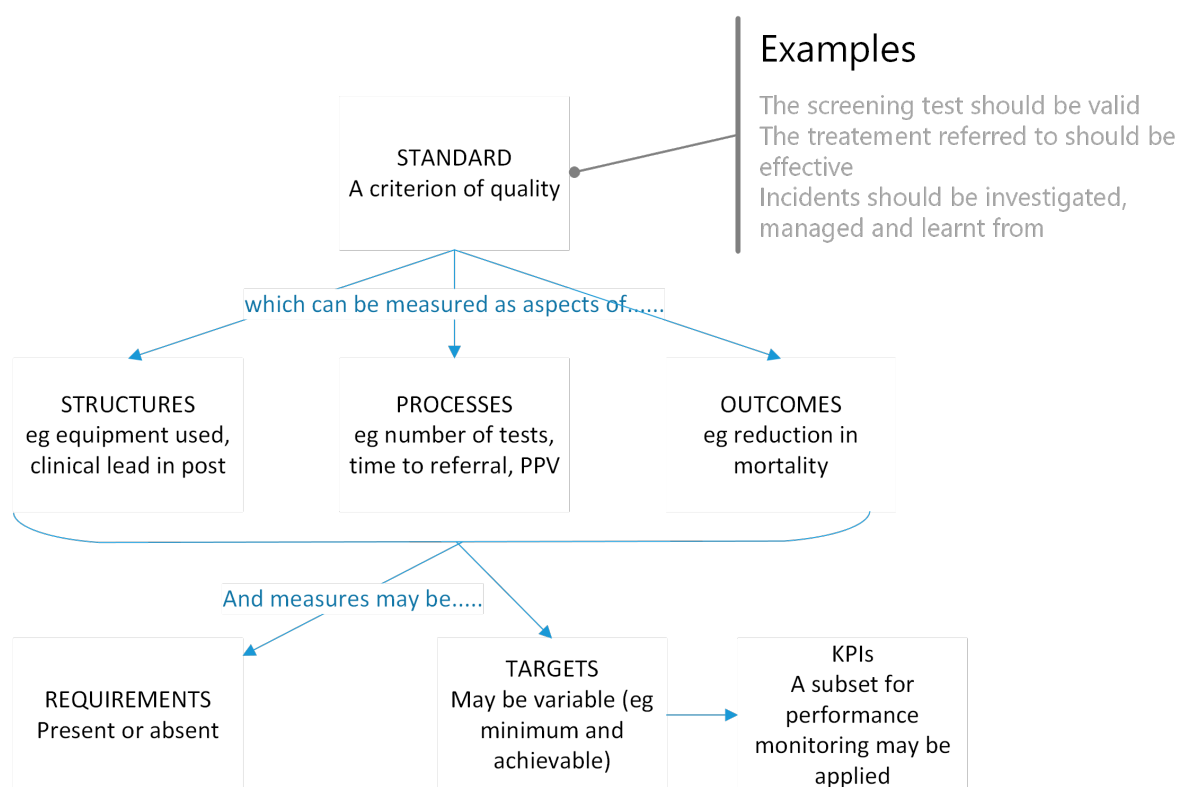 Examples
The screening test should be valid
The treatement referred to should be
effective
Incidents should be investigated,
managed and learnt from
STANDARD
A criterion of quality
which can be measured as aspects of......
STRUCTURES
eg equipment used,
clinical lead in post
PROCESSES
eg number of tests,
time to referral, PPV
OUTCOMES
eg reduction in
mortality
And measures may be.....
REQUIREMENTS
Present or absent
TARGETS
May be variable (eg
minimum and
achievable)
KPIs
A subset for
performance
monitoring may be
applied